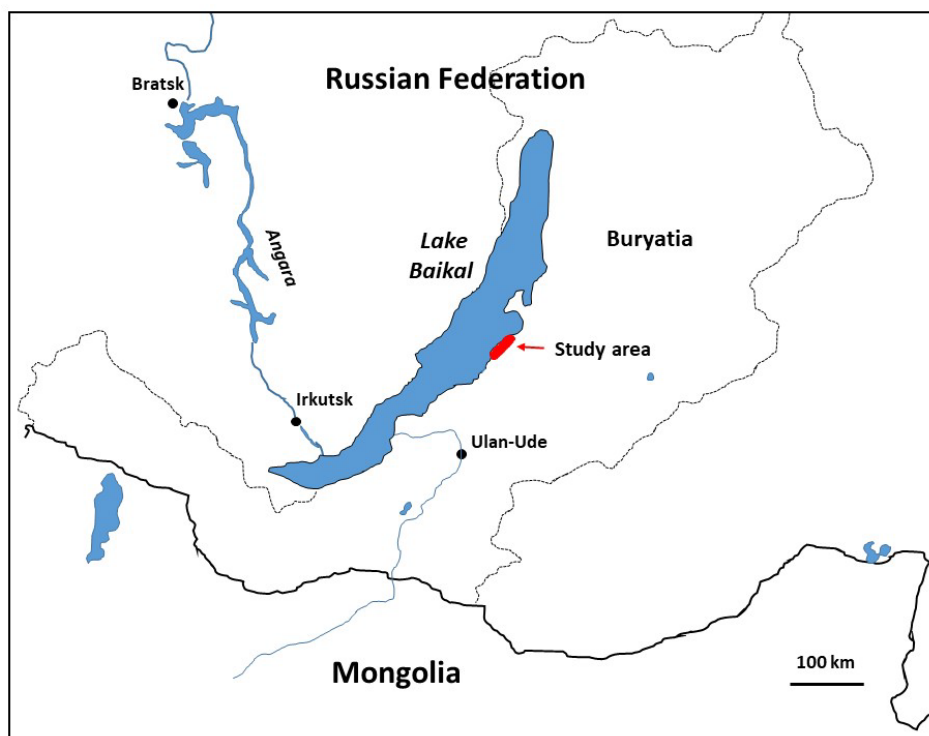 Russian Federation
Bratsk
Angara
Lake
Baikal
Buryatia
Study area
Irkutsk
Ulan-Ude
Mongolia
100 km